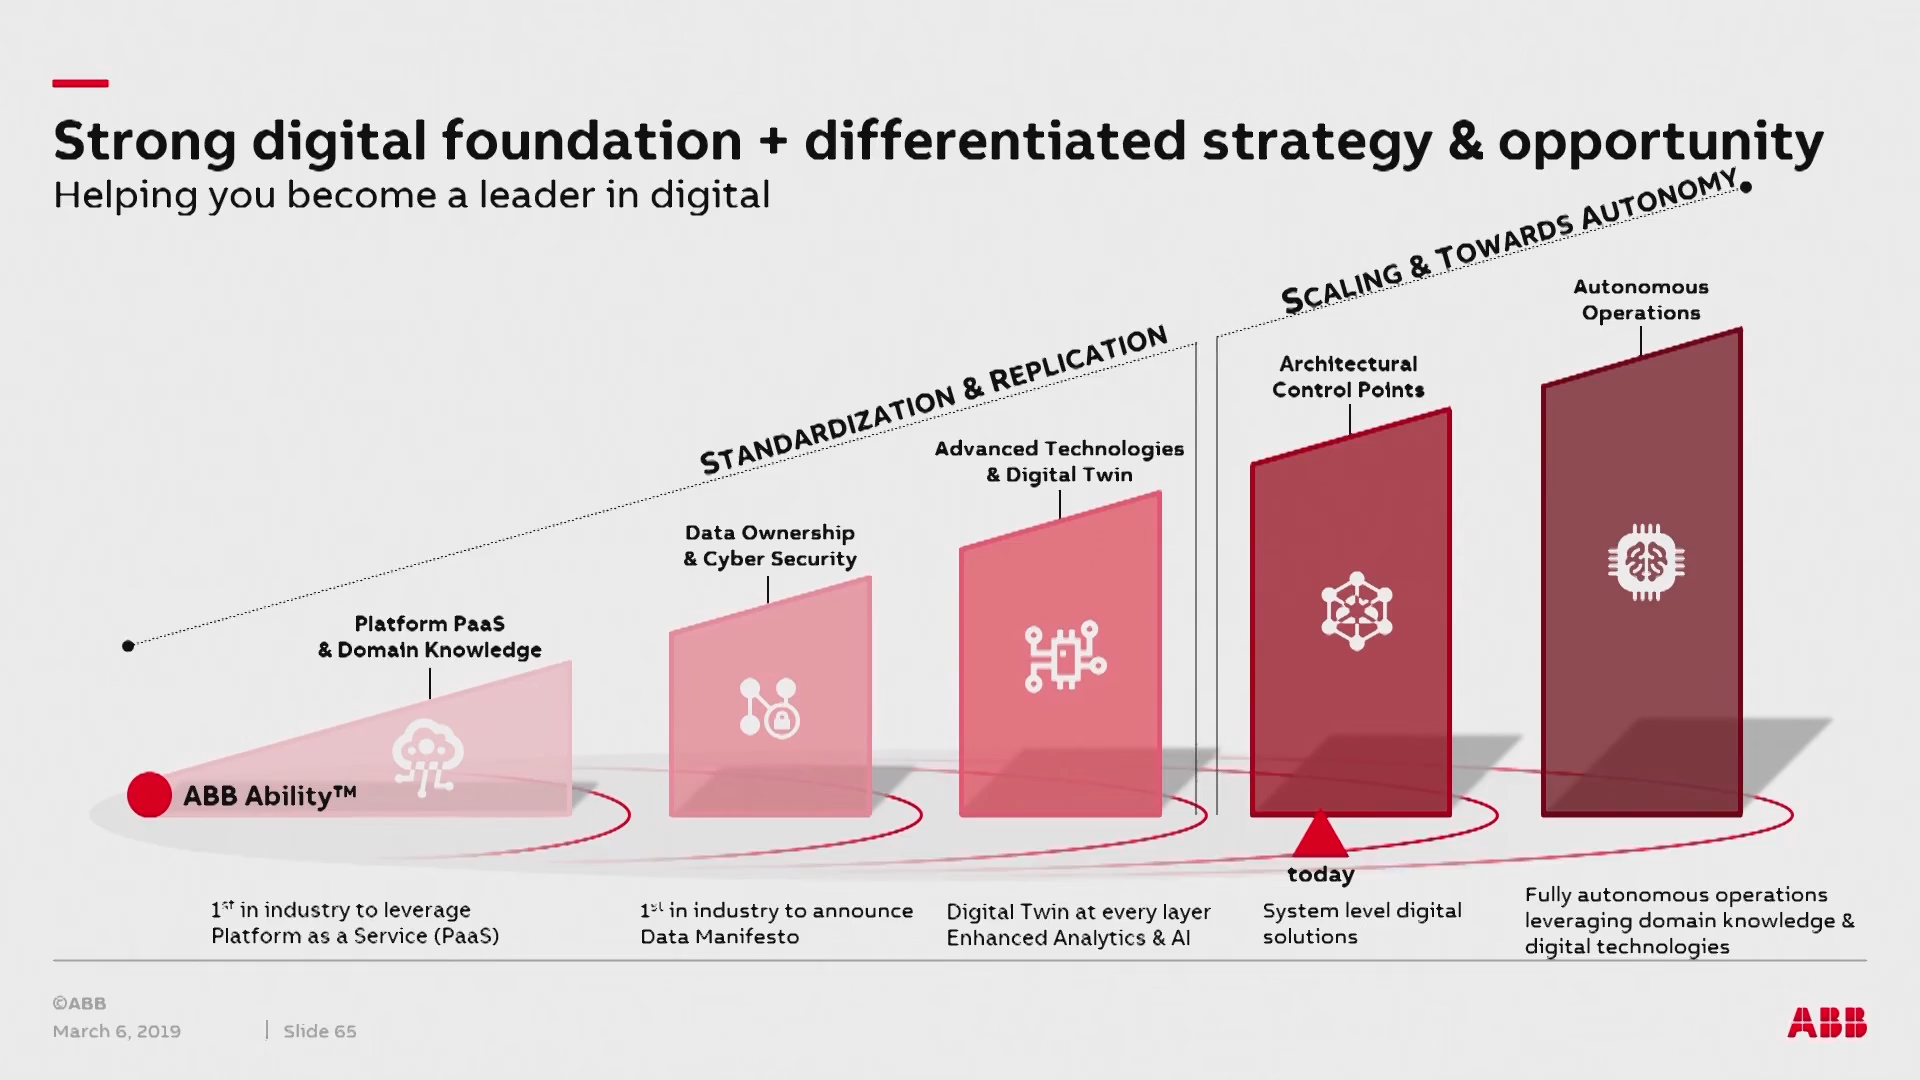 Strong digital foundation + differentiated strategy & opportunity
Helping you become a leader in digital
SCALING & TOWARDS AUTONOMY
STANDARDIZATION & REPLICATION
Autonomous
Operations
Architectural
Control Points
Advanced Technologies
& Digital Twin
Data Ownership
& Cyber Security
Platform PaaS
& Domain Knowledge
ABB Ability™
today
1st in industry to leverage
Platform as a Service (PaaS)
1st in industry to announce
Data Manifesto
Digital Twin at every layer
Enhanced Analytics & AI
System level digital
solutions
Fully autonomous operations
leveraging domain knowledge &
digital technologies
©ABB
March 6, 2019 | Slide 65
ABB